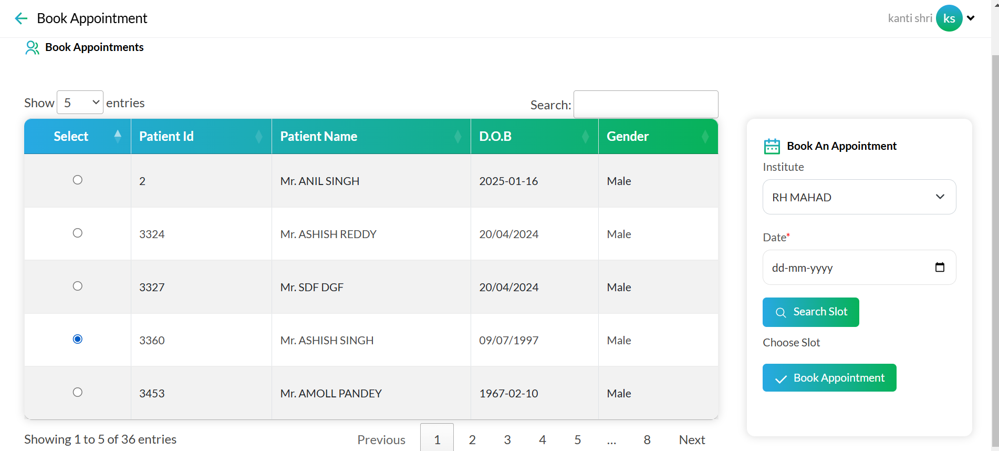 Book Appointment
kanti shri ks
Book Appointments
Show 5 entries
Search:
Select Patient Id Patient Name D.O.B Gender
2 Mr. ANIL SINGH 2025-01-16 Male
3324 Mr. ASHISH REDDY 20/04/2024 Male
3327 Mr. SDF DGF 20/04/2024 Male
3360 Mr. ASHISH SINGH 09/07/1997 Male
3453 Mr. AMOLL PANDEY 1967-02-10 Male
Showing 1 to 5 of 36 entries
Previous 1 2 3 4 5 ... 8 Next
Book An Appointment
Institute
RH MAHAD
Date*
dd-mm-yyyy
Search Slot
Choose Slot
Book Appointment